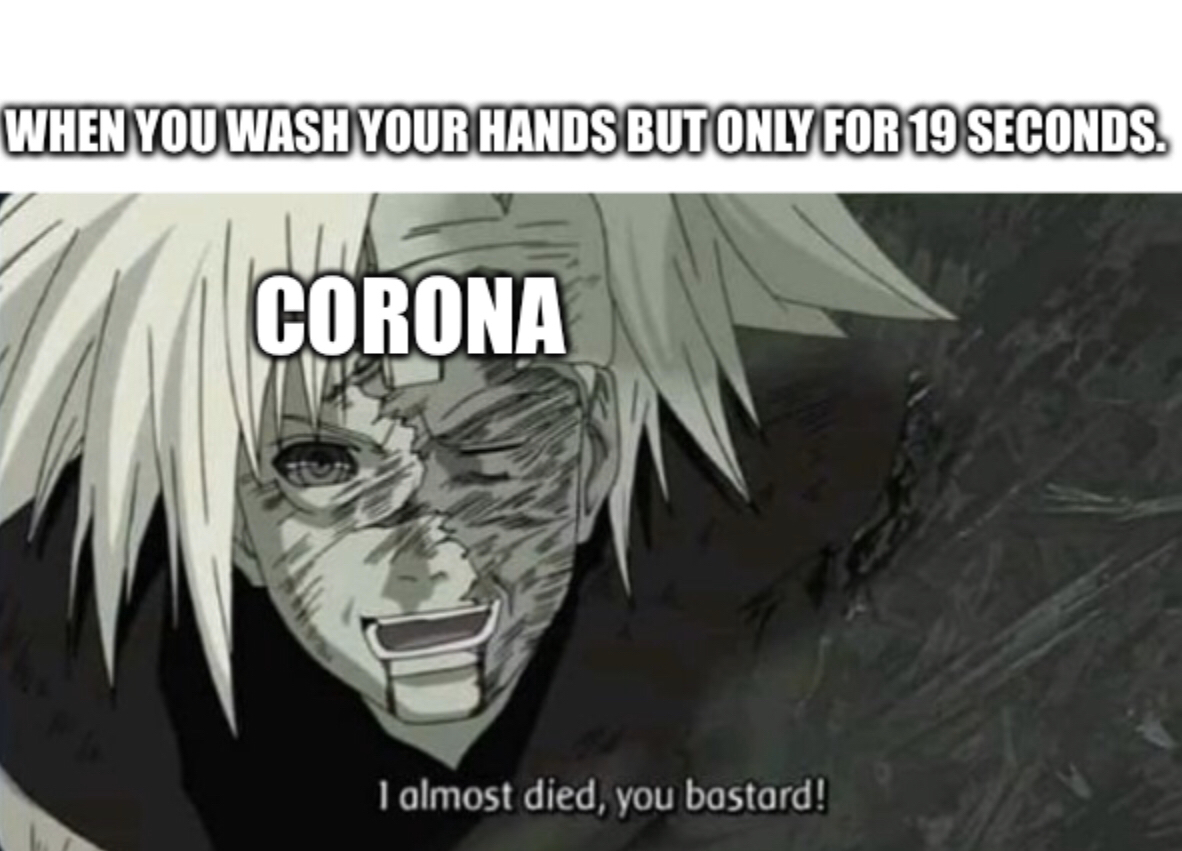 WHEN YOU WASH YOUR HANDS BUT ONLY FOR 19 SECONDS.
CORONA
I almost died, you bastard!